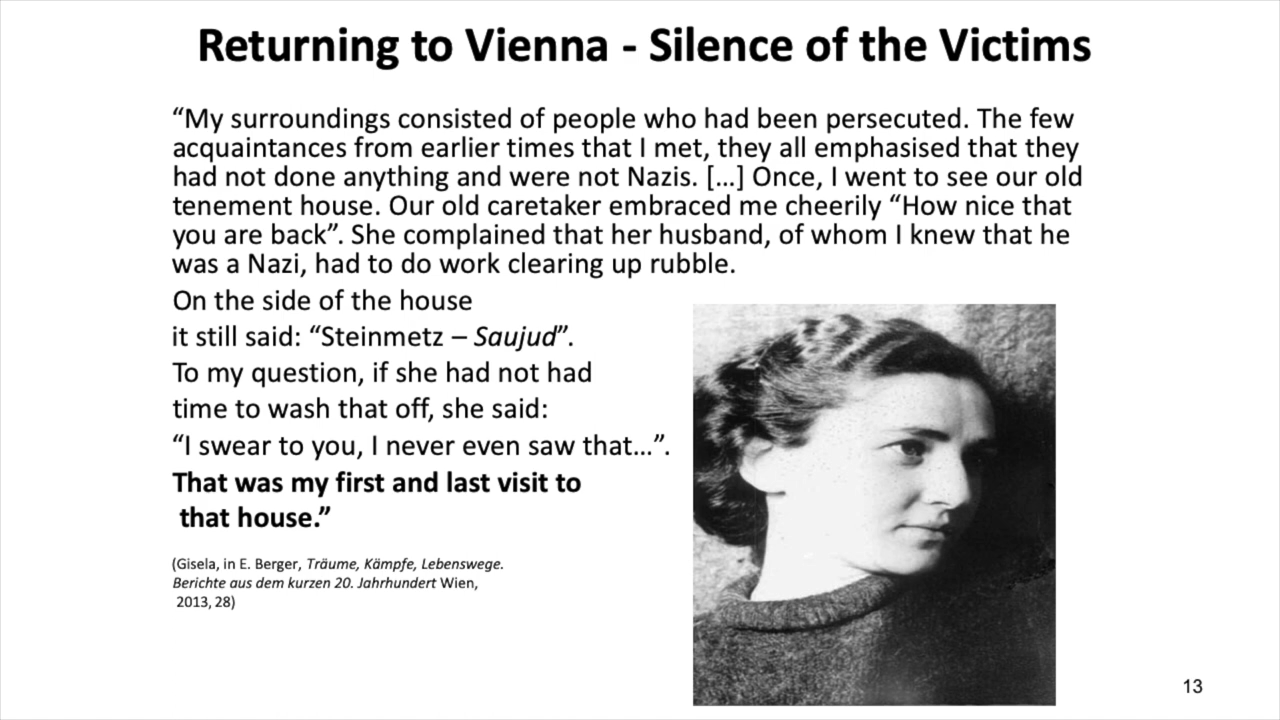 Returning to Vienna - Silence of the Victims
“My surroundings consisted of people who had been persecuted. The few
acquaintances from earlier times that I met, they all emphasised that they
had not done anything and were not Nazis. […] Once, I went to see our old
tenement house. Our old caretaker embraced me cheerily “How nice that
you are back”. She complained that her husband, of whom I knew that he
was a Nazi, had to do work clearing up rubble.
On the side of the house
it still said: “Steinmetz – Saujud”.
To my question, if she had not had
time to wash that off, she said:
“I swear to you, I never even saw that…”.
That was my first and last visit to
that house.”
(Gisela, in E. Berger, Träume, Kämpfe, Lebenswege.
Berichte aus dem kurzen 20. Jahrhundert Wien,
2013, 28)
13